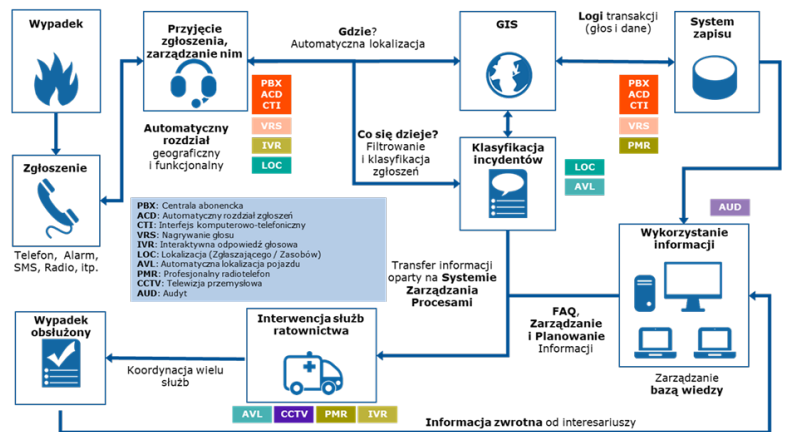 Wypadek
Przyjęcie
zgłoszenia,
zarządzanie nim
Gdzie?
Automatyczna lokalizacja
GIS
Logi transakcji
(głos i dane)
System
zapisu
PBX
ACD
CTI
VRS
IVR
LOC
PBX
ACD
CTI
VRS
PMR
Automatyczny
rozdział
geograficzny
i funkcjonalny
Co się dzieje?
Filtrowanie
i klasyfikacja
zgłoszeń
Klasyfikacja
incydentów
LOC
AVL
Zgłoszenie
Telefon, Alarm,
SMS, Radio, itp.
PBX: Centrala abonencka
ACD: Automatyczny rozdział zgłoszeń
CTI: Interfejs komputerowo-telefoniczny
VRS: Nagrywanie głosu
IVR: Interaktywna odpowiedź głosowa
LOC: Lokalizacja (Zgłaszającego / Zasobów)
AVL: Automatyczna lokalizacja pojazdu
PMR: Profesjonalny radiotelefon
CCTV: Telewizja przemysłowa
AUD: Audyt
AUD
Wykorzystanie
informacji
Transfer informacji
oparty na Systemie
Zarządzania
Procesami
FAQ,
Zarządzanie
i Planowanie
Informacji
Zarządzanie
bazą wiedzy
Wypadek
obsłużony
Koordynacja wielu
służb
Interwencja służb
ratownictwa
AVL
CCTV
PMR
IVR
Informacja zwrotna od interesariuszy